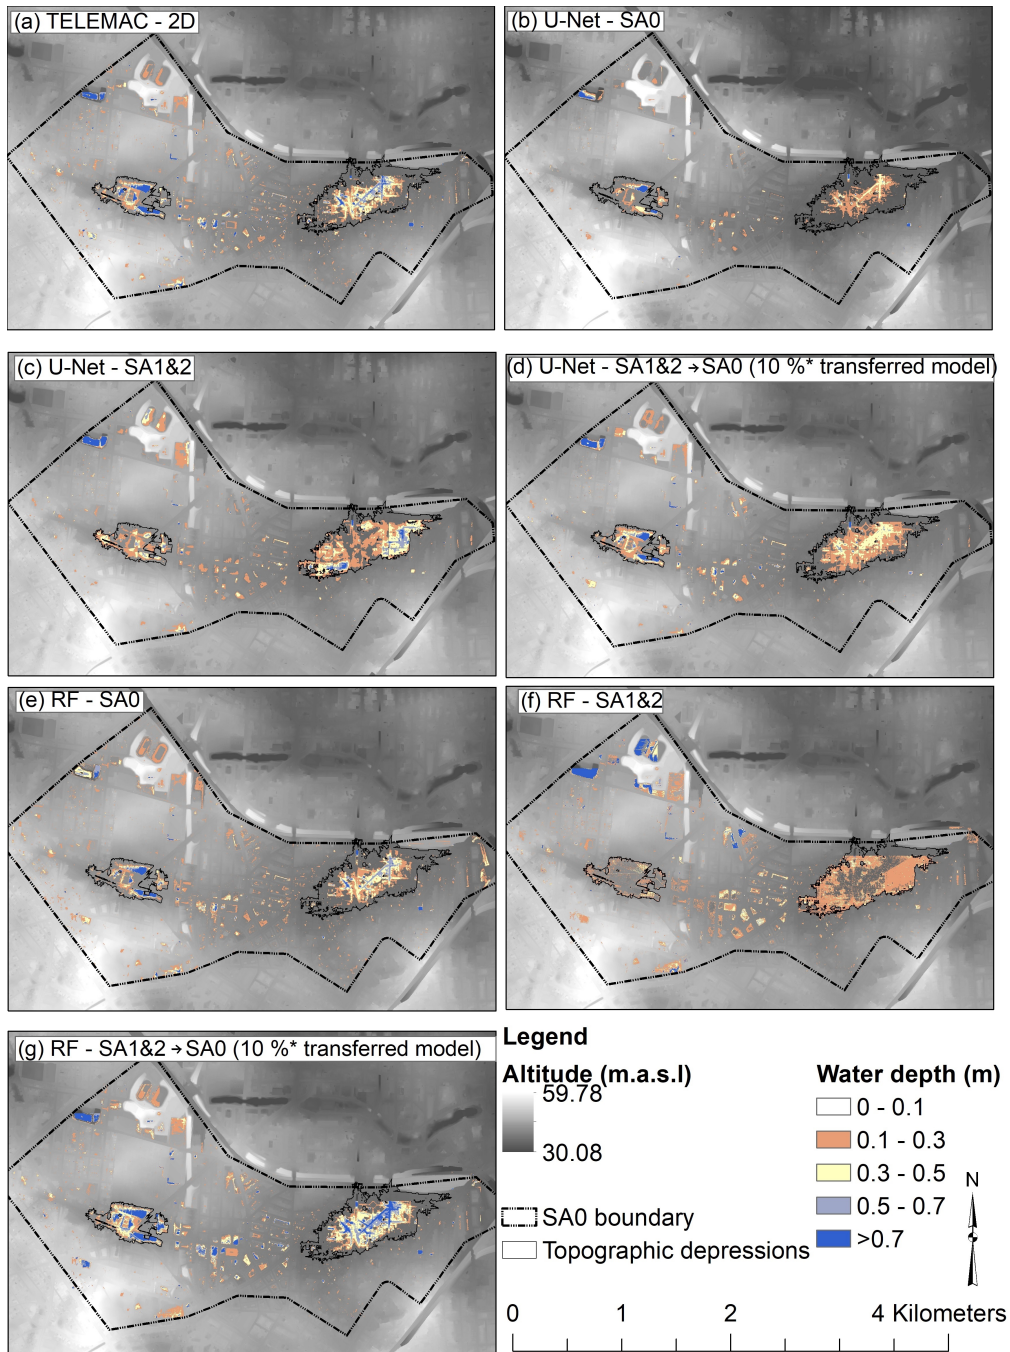 (a) TELEMAC - 2D
(b) U-Net - SA0
(c) U-Net - SA1&2
(d) U-Net - SA1&2 →SA0 (10 %* transferred model)
(e) RF - SA0
(f) RF - SA1&2
(g) RF - SA1&2 →SA0 (10 %* transferred model)
Legend
Altitude (m.a.s.l)
59.78
30.08
SA0 boundary
Topographic depressions
Water depth (m)
0 - 0.1
0.1 - 0.3
0.3 - 0.5
0.5 - 0.7
>0.7
N
0 1 2 4 Kilometers